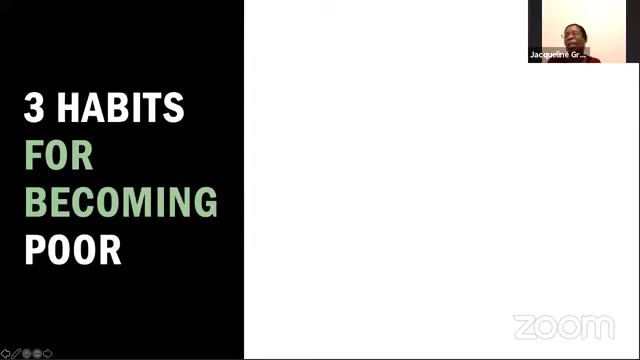 Jacqueline Gr...
3 HABITS
FOR
BECOMING
POOR
zoom